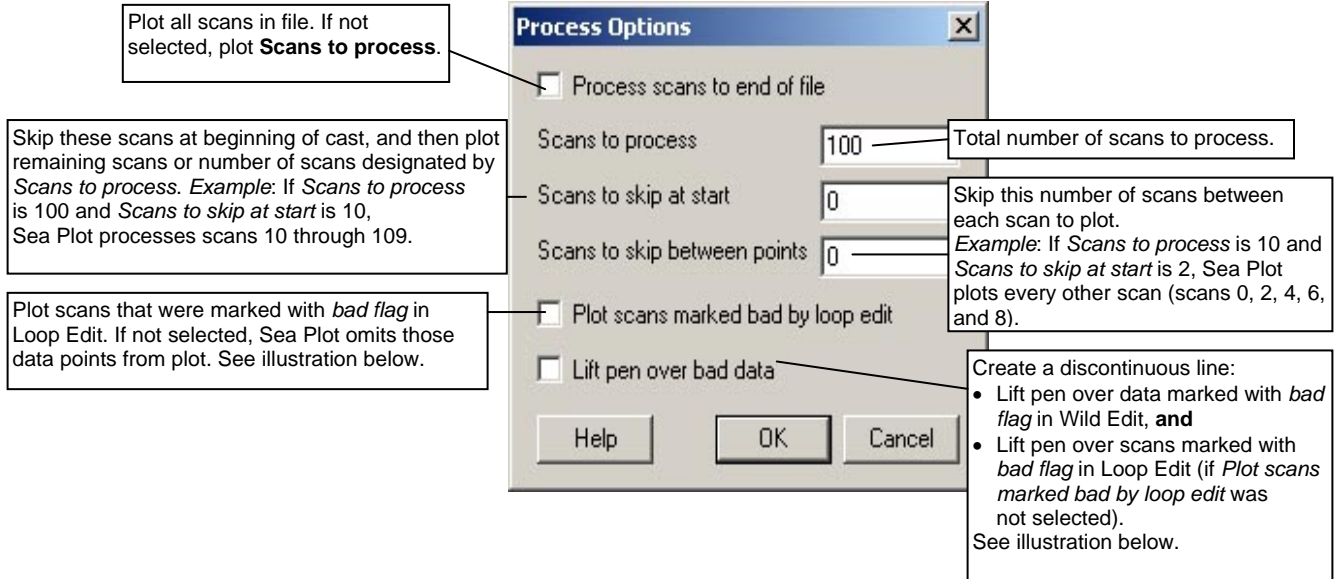 Plot all scans in file. If not
selected, plot Scans to process.
Process Options
Process scans to end of file
Skip these scans at beginning of cast, and then plot
remaining scans or number of scans designated by
Scans to process. Example: If Scans to process
is 100 and Scans to skip at start is 10,
Sea Plot processes scans 10 through 109.
Scans to process
100
Total number of scans to process.
Scans to skip at start
0
Scans to skip between points
0
Skip this number of scans between
each scan to plot.
Example: If Scans to process is 10 and
Scans to skip at start is 2, Sea Plot
plots every other scan (scans 0, 2, 4, 6,
and 8).
Plot scans that were marked with bad flag in
Loop Edit. If not selected, Sea Plot omits those
data points from plot. See illustration below.
Plot scans marked bad by loop edit
Lift pen over bad data
Create a discontinuous line:
• Lift pen over data marked with bad
flag in Wild Edit, and
• Lift pen over scans marked with
bad flag in Loop Edit (if Plot scans
marked bad by loop edit was
not selected).
See illustration below.
Help
OK
Cancel